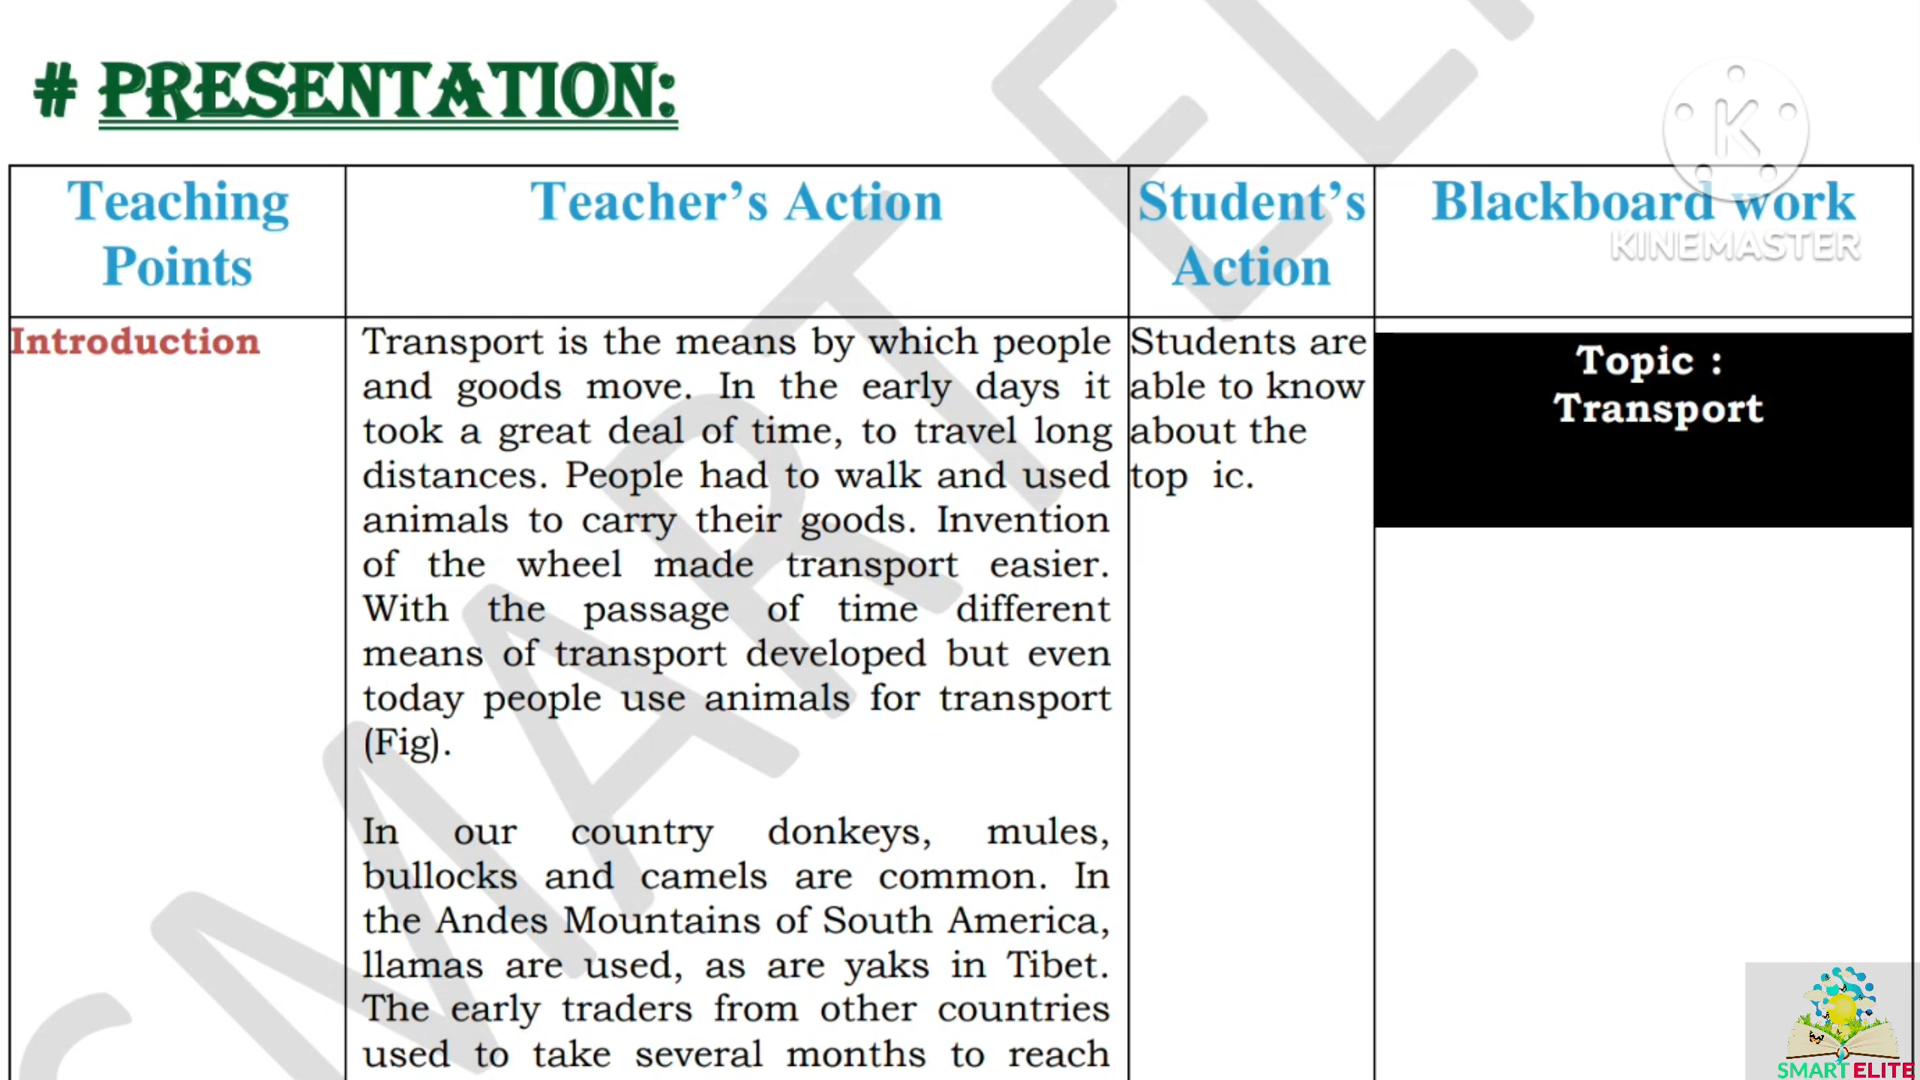 # PRESENTATION:
Teaching
Points
Teacher's Action
Student's
Action
Blackboard work
KINEMASTER
Introduction
Transport is the means by which people
and goods move. In the early days it
took a great deal of time, to travel long
distances. People had to walk and used
animals to carry their goods. Invention
of the wheel made transport easier.
With the passage of time different
means of transport developed but even
today people use animals for transport
(Fig).
In our country donkeys, mules,
bullocks and camels are common. In
the Andes Mountains of South America,
llamas are used, as are yaks in Tibet.
The early traders from other countries
used to take several months to reach
Students are
able to know
about the
top ic.
Topic :
Transport
SMART ELITE